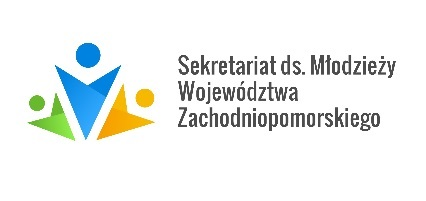 Sekretariat ds. Młodzieży
Województwa
Zachodniopomorskiego